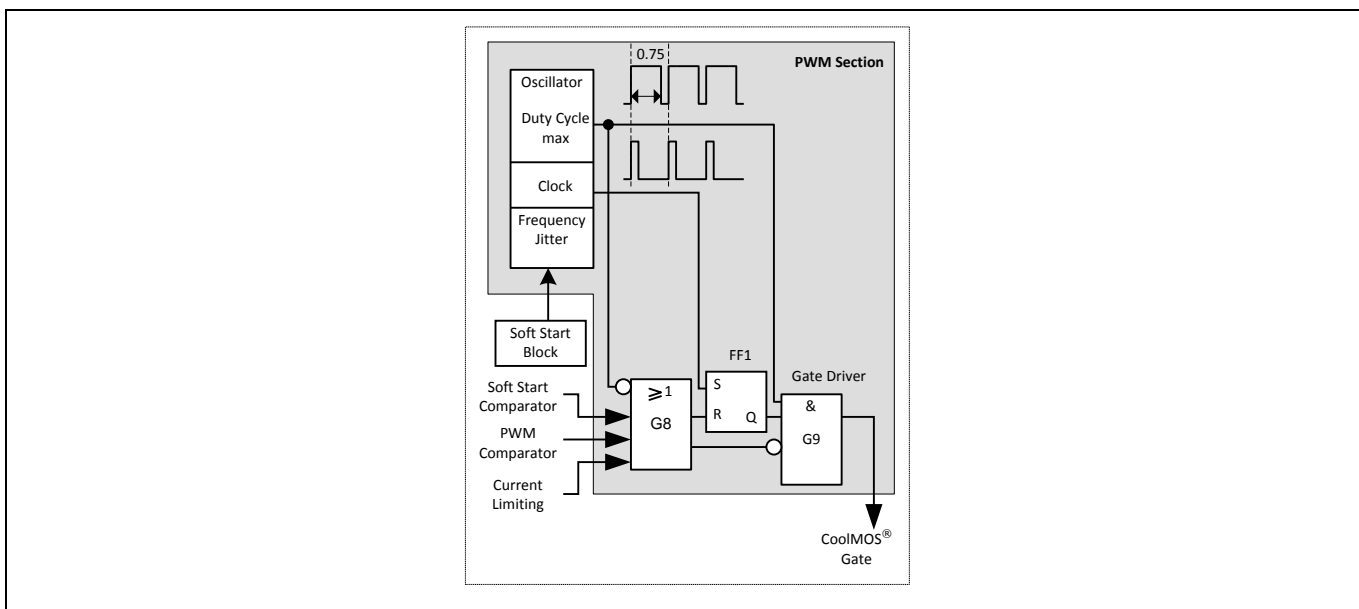 0.75
PWM Section
Oscillator
Duty Cycle
max
Clock
Frequency
Jitter
Soft Start
Block
FF1
Gate Driver
Soft Start
Comparator
PWM
Comparator
Current
Limiting
⩾1
G8
S
R
Q
&
G9
CoolMOS®
Gate